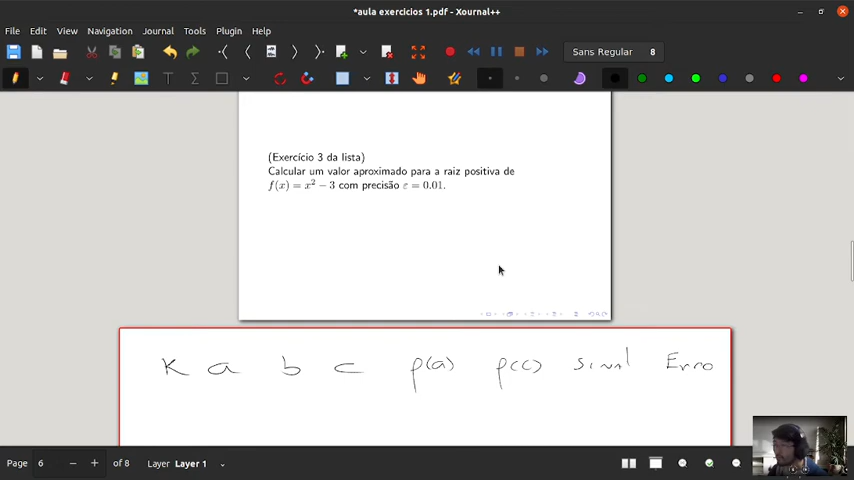 *aula exercicios 1.pdf - Xournal++
File Edit View Navigation Journal Tools Plugin Help
Sans Regular 8
(Exercício 3 da lista)
Calcular um valor aproximado para a raiz positiva de
f(x) = x² − 3 com precisão ε = 0.01.
K a b c f(a) f(c) sinal Erro
Page 6 of 8 Layer Layer 1